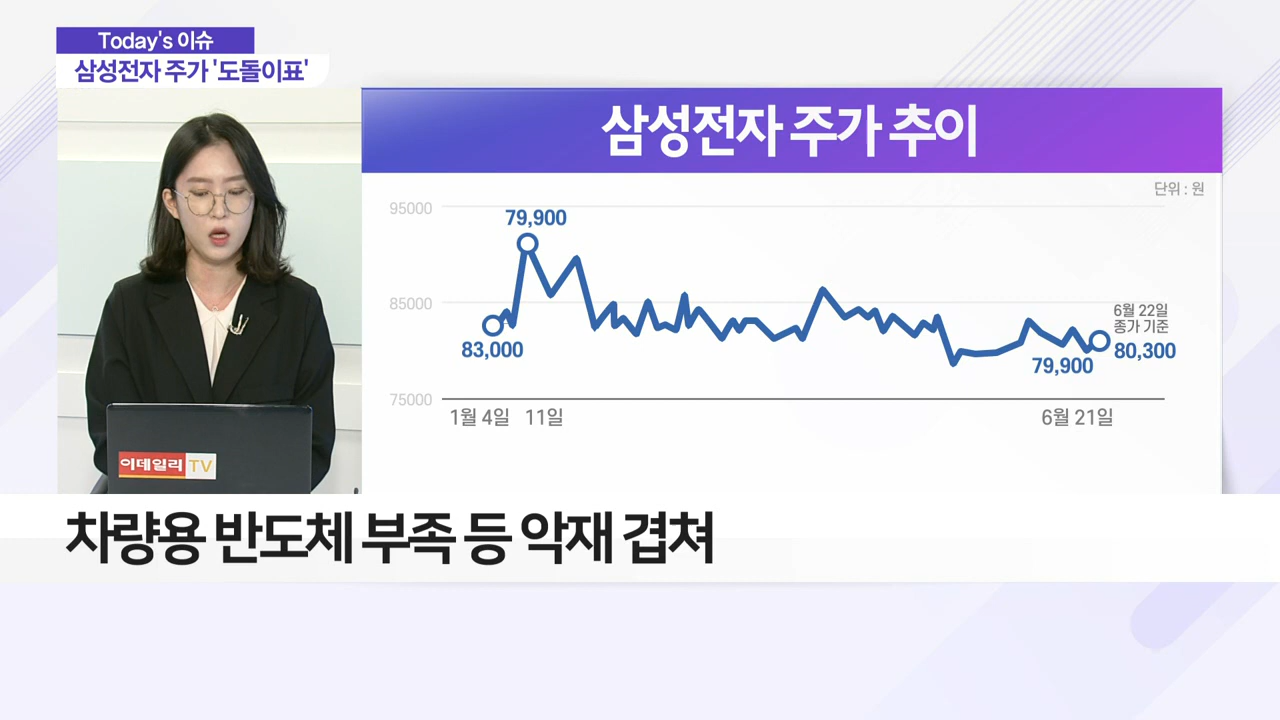 Today's 이슈
삼성전자 주가 '도돌이표'
삼성전자 주가 추이
단위 : 원
95000
79,900
85000
6월 22일
종가 기준
83,000
79,900
80,300
75000
1월 4일
11일
6월 21일
이데일리 TV
차량용 반도체 부족 등 악재 겹쳐